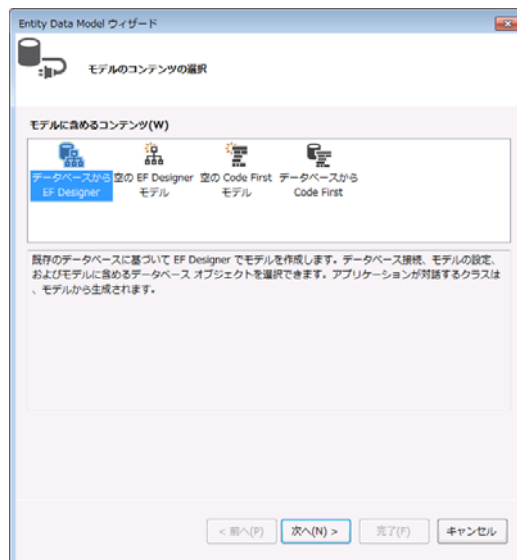 Entity Data Model ウィザード
モデルのコンテンツの選択
モデルに含めるコンテンツ(W)
データベースから EF Designer
空の EF Designer モデル
空の Code First モデル
データベースから Code First
既存のデータベースに基づいて EF Designer でモデルを作成します。データベース接続、モデルの設定、
およびモデルに含めるデータベース オブジェクトを選択できます。アプリケーションが対話するクラスは
、モデルから生成されます。
< 前へ(P)
次へ(N) >
完了(F)
キャンセル